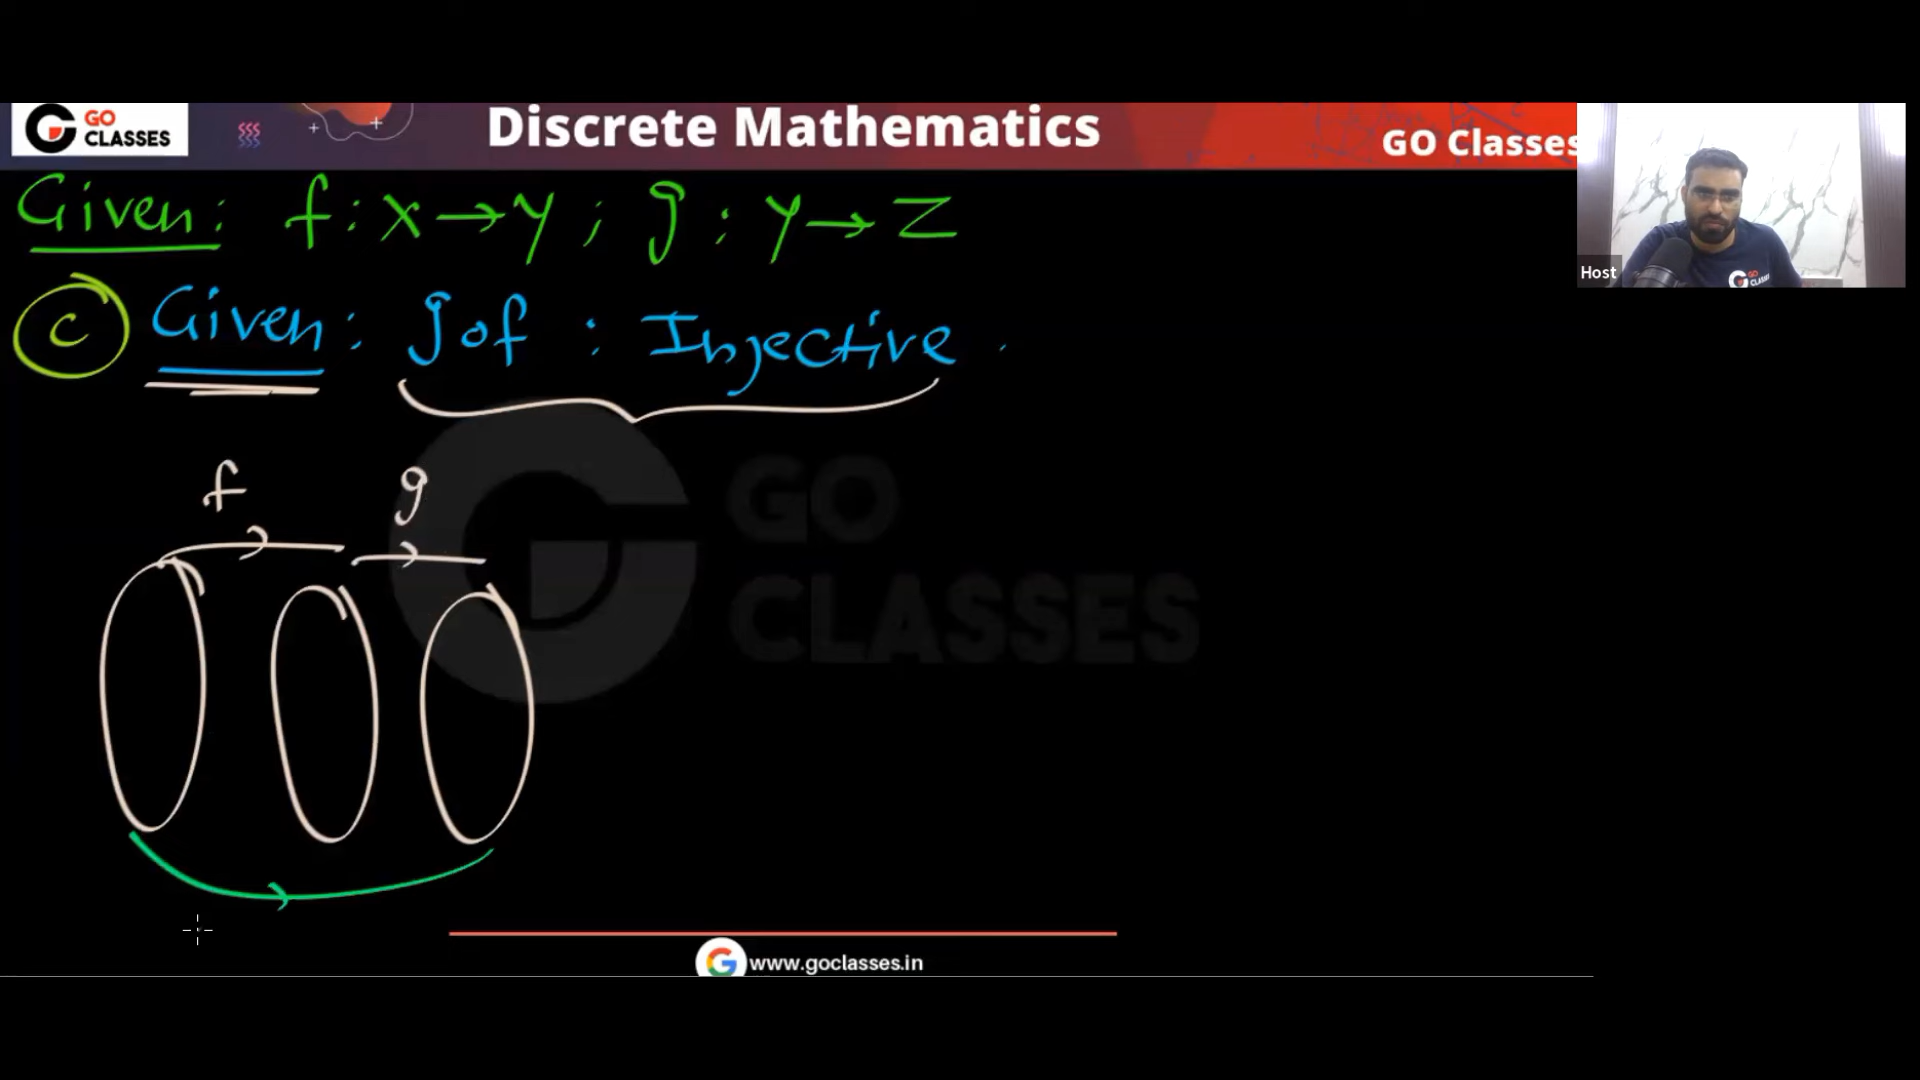 GO
CLASSES
Discrete Mathematics
GO Classes
Given: f: X→Y; g: Y→Z
Host
C Given: gof : Injective.
f g
GO
CLASSES
www.goclasses.in